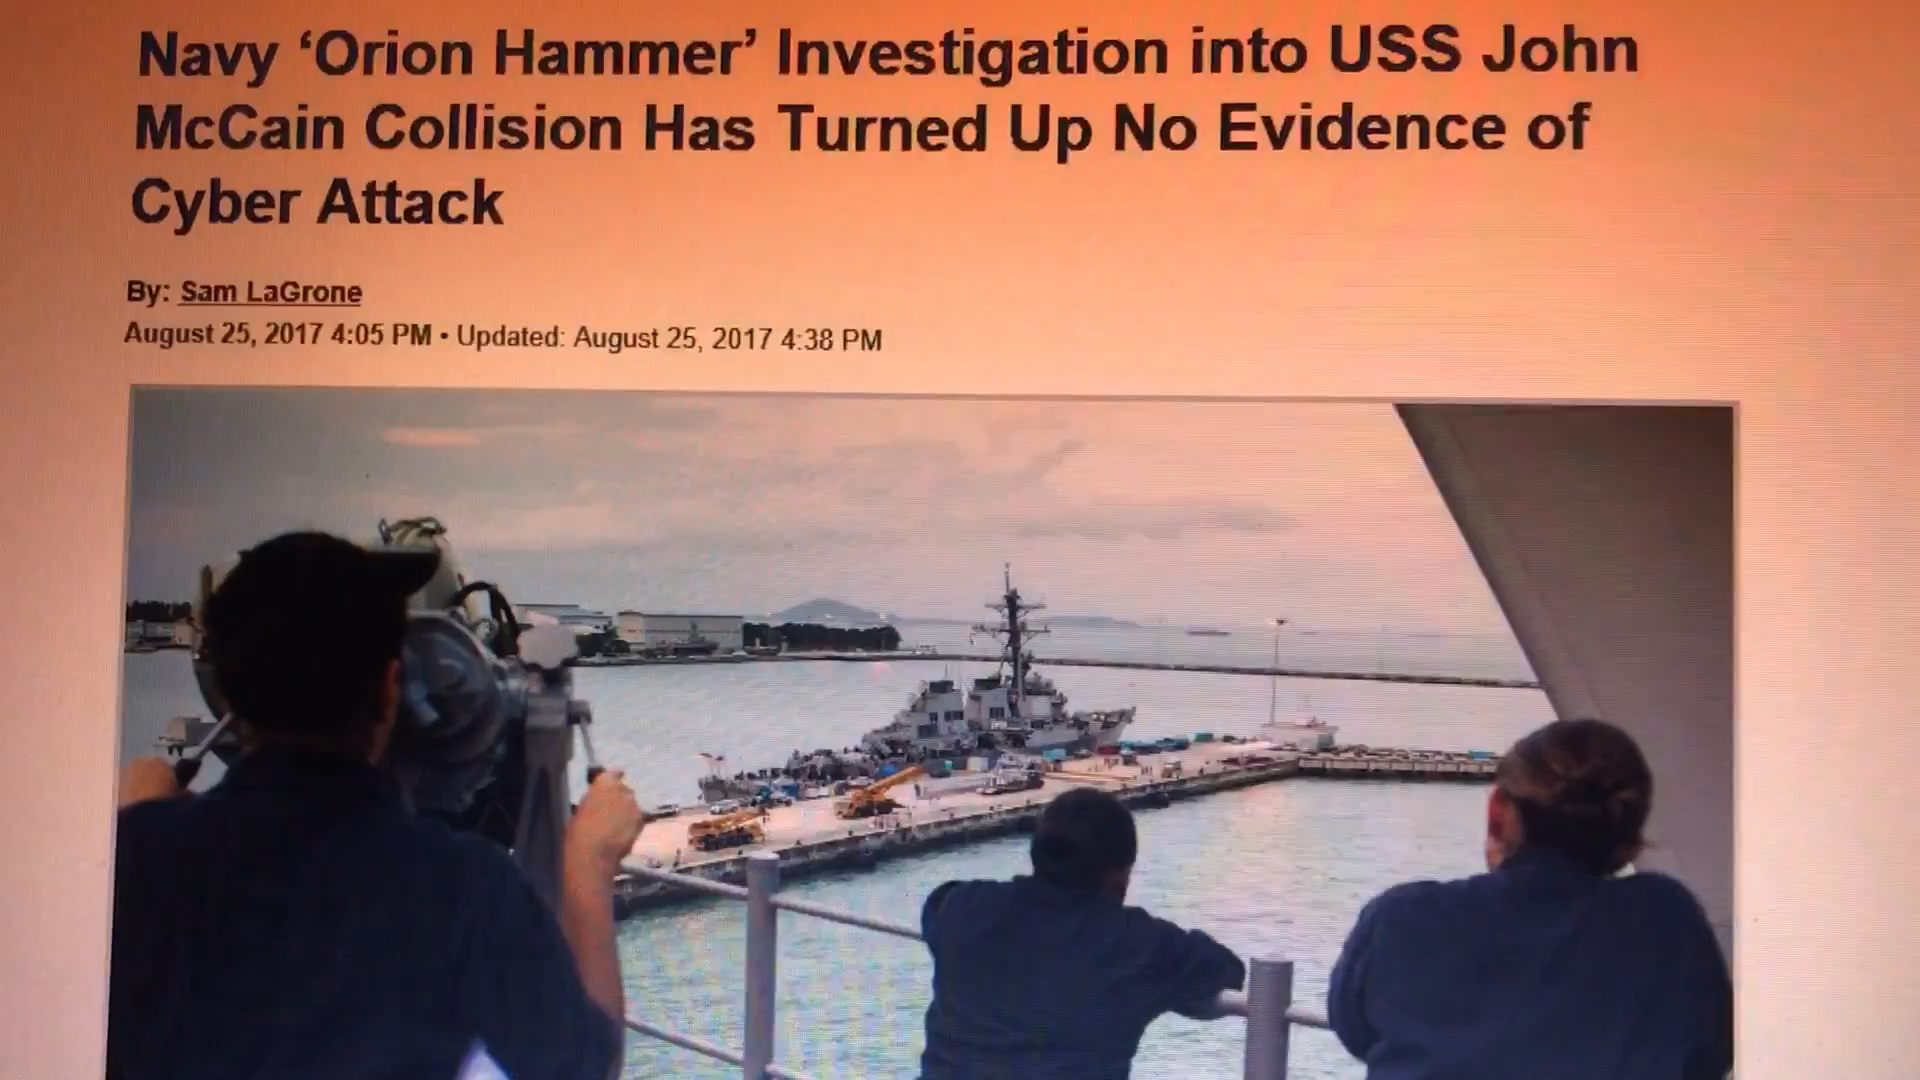 Navy ‘Orion Hammer’ Investigation into USS John
McCain Collision Has Turned Up No Evidence of
Cyber Attack
By: Sam LaGrone
August 25, 2017 4:05 PM • Updated: August 25, 2017 4:38 PM